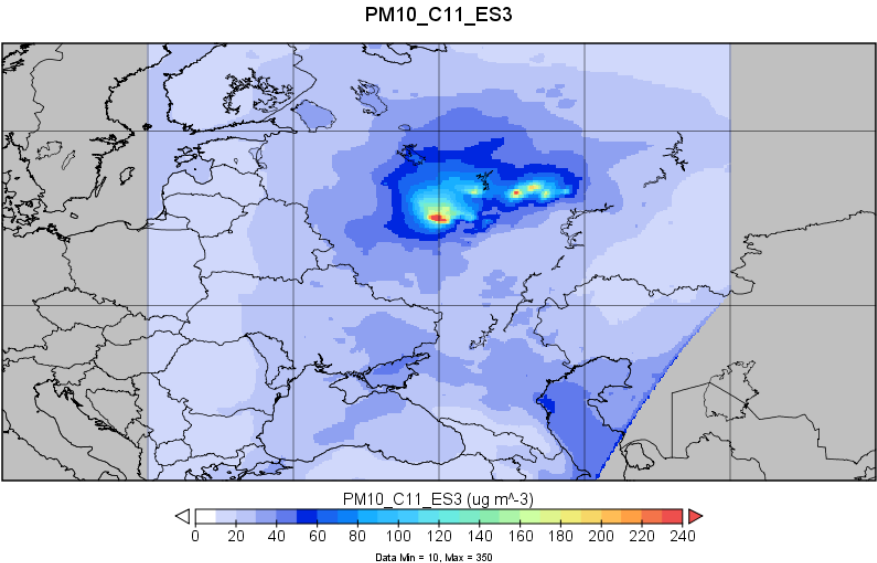 PM10_C11_ES3
PM10_C11_ES3 (ug m^-3)
0 20 40 60 80 100 120 140 160 180 200 220 240
Data Min = 10, Max = 350